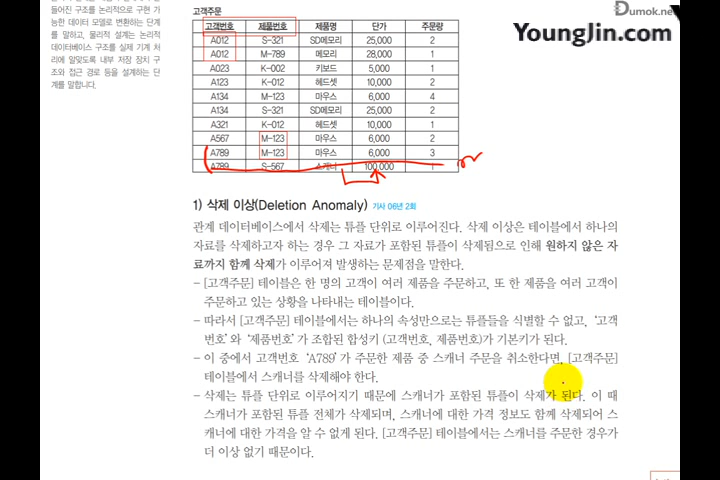 들어진 구조를 논리적으로 구현 가
능한 데이터 모델로 변환하는 단계
를 말하고, 물리적 설계는 논리적
데이터베이스 구조를 실제 기계 처
리에 알맞도록 내부 저장 장치 구
조와 접근 경로 등을 설계하는 단
계를 말합니다.
Dumok.net
YoungJin.com
고객주문
고객번호 제품번호 제품명 단가 주문량
A012 S-321 SD메모리 25,000 2
A012 M-789 메모리 28,000 1
A023 K-002 키보드 5,000 1
A123 K-012 헤드셋 10,000 2
A134 M-123 마우스 6,000 4
A134 S-321 SD메모리 25,000 2
A321 K-012 헤드셋 10,000 1
A567 M-123 마우스 6,000 2
A789 M-123 마우스 6,000 3
A789 S-567 스캐너 100,000 1
1) 삭제 이상(Deletion Anomaly) 기사 06년 2회
관계 데이터베이스에서 삭제는 튜플 단위로 이루어진다. 삭제 이상은 테이블에서 하나의
자료를 삭제하고자 하는 경우 그 자료가 포함된 튜플이 삭제됨으로 인해 원하지 않은 자
료까지 함께 삭제가 이루어져 발생하는 문제점을 말한다.
- [고객주문] 테이블은 한 명의 고객이 여러 제품을 주문하고, 또 한 제품을 여러 고객이
주문하고 있는 상황을 나타내는 테이블이다.
- 따라서 [고객주문] 테이블에서는 하나의 속성만으로는 튜플들을 식별할 수 없고, ‘고객
번호’와 ‘제품번호’가 조합된 합성키 (고객번호, 제품번호)가 기본키가 된다.
- 이 중에서 고객번호 ‘A789’가 주문한 제품 중 스캐너 주문을 취소한다면, [고객주문]
테이블에서 스캐너를 삭제해야 한다.
- 삭제는 튜플 단위로 이루어지기 때문에 스캐너가 포함된 튜플이 삭제가 된다. 이 때
스캐너가 포함된 튜플 전체가 삭제되며, 스캐너에 대한 가격 정보도 함께 삭제되어 스
캐너에 대한 가격을 알 수 없게 된다. [고객주문] 테이블에서는 스캐너를 주문한 경우가
더 이상 없기 때문이다.